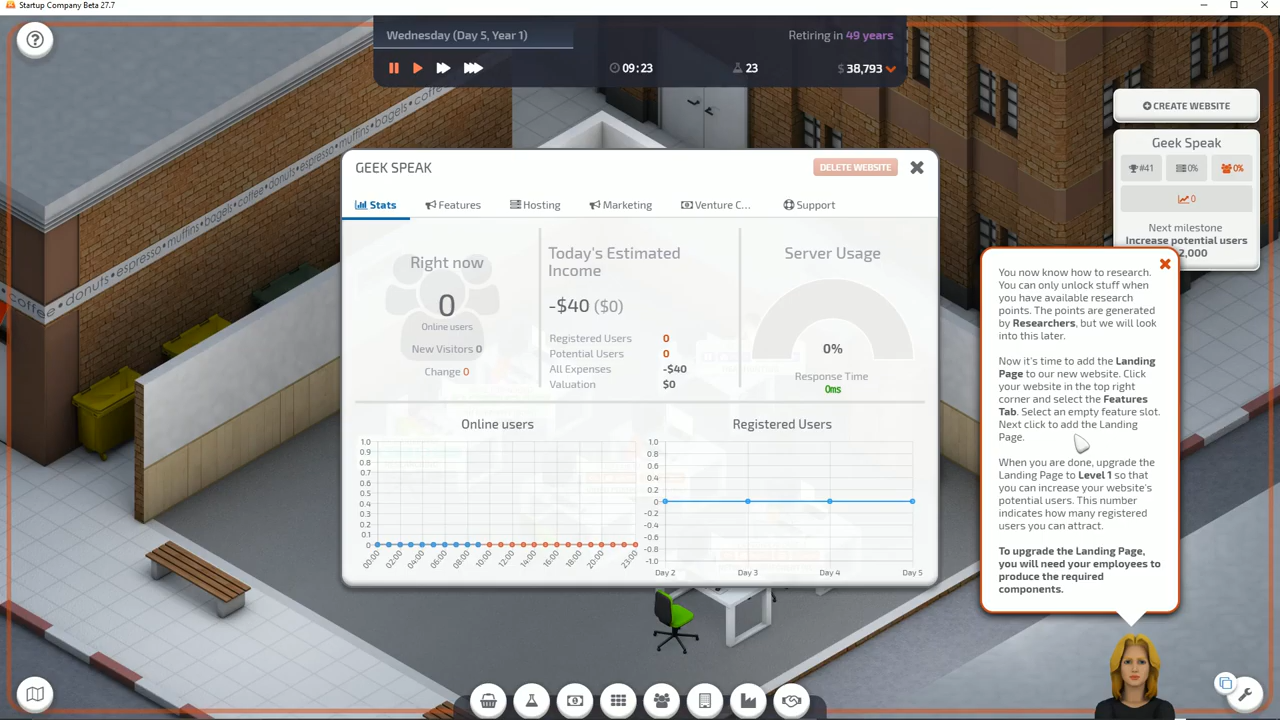 Startup Company Beta 27.7
Wednesday (Day 5, Year 1)
Retiring in 49 years
09:23
23
$ 38,793
CREATE WEBSITE
Geek Speak
#41
0%
0%
0
Next milestone
Increase potential users
2,000
GEEK SPEAK
DELETE WEBSITE
Stats
Features
Hosting
Marketing
Venture C...
Support
Right now
0
Online users
New Visitors 0
Change 0
Today's Estimated
Income
-$40 ($0)
Registered Users 0
Potential Users 0
All Expenses -$40
Valuation $0
Server Usage
0%
Response Time
0ms
Online users
1.0
0.9
0.8
0.7
0.6
0.5
0.4
0.3
0.2
0.1
0
00:00
02:00
04:00
06:00
08:00
10:00
12:00
14:00
16:00
18:00
20:00
23:00
Registered Users
1.0
0.8
0.6
0.4
0.2
0
-0.2
-0.4
-0.6
-0.8
-1.0
Day 2
Day 3
Day 4
Day 5
You now know how to research.
You can only unlock stuff when
you have available research
points. The points are generated
by Researchers, but we will look
into this later.
Now it's time to add the Landing
Page to our new website. Click
your website in the top right
corner and select the Features
Tab. Select an empty feature slot.
Next click to add the Landing
Page.
When you are done, upgrade the
Landing Page to Level 1 so that
you can increase your website's
potential users. This number
indicates how many registered
users you can attract.
To upgrade the Landing Page,
you will need your employees to
produce the required
components.
coffee • donuts • espresso • muffins • bagels • coffee • donuts • espresso • muffins • bagels • coffee